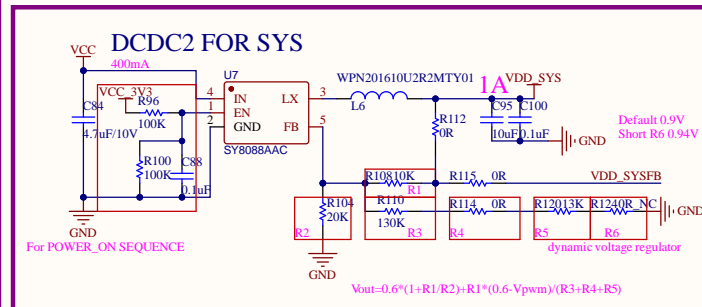 DCDC2 FOR SYS
VCC
400mA
VCC_3V3
R96
100K
C84
4.7uF/10V
R100
100K
C88
0.1uF
GND
For POWER_ON SEQUENCE
U7
4 IN LX 3
1 EN
2 GND
FB 5
SY8088AAC
WPN201610U2R2MTY01
L6
1A
VDD_SYS
R112
0R
C95
10uF
C100
0.1uF
GND
Default 0.9V
Short R6 0.94V
R108 10K
R1
R115 0R
VDD_SYSFB
R104
20K
R2
R110
130K
R3
R114 0R
R4
R120 13K
R5
R124 0R_NC
R6
GND
dynamic voltage regulator
GND
Vout=0.6*(1+R1/R2)+R1*(0.6-Vpwm)/(R3+R4+R5)